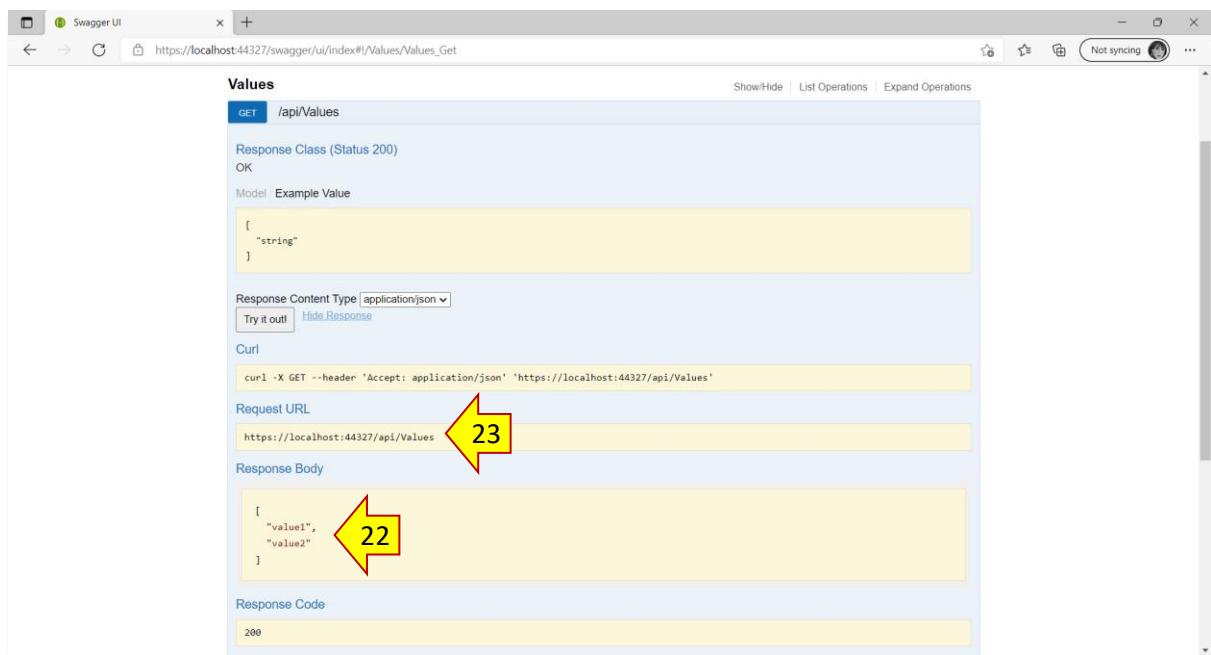 Swagger UI
https://localhost:44327/swagger/ui/index#!/Values/Values_Get
Not syncing
Values
Show/Hide List Operations Expand Operations
GET /api/Values
Response Class (Status 200)
OK
Model Example Value
[
"string"
]
Response Content Type application/json
Try it out! Hide Response
Curl
curl -X GET --header 'Accept: application/json' 'https://localhost:44327/api/Values'
Request URL
https://localhost:44327/api/Values
23
Response Body
[
"value1",
"value2"
]
22
Response Code
200